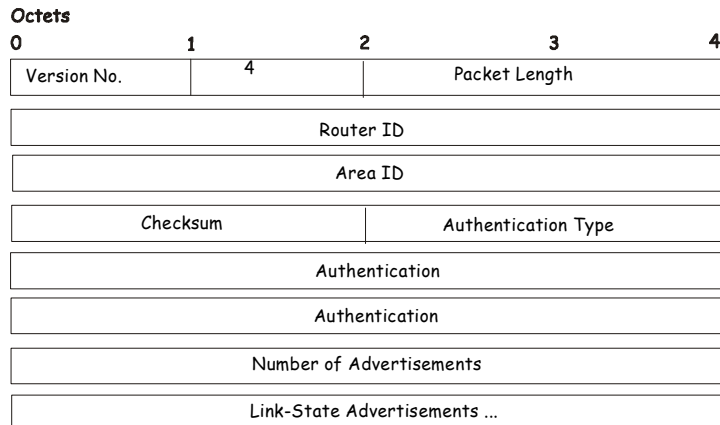 Octets
0 1 2 3 4
Version No. 4 Packet Length
Router ID
Area ID
Checksum Authentication Type
Authentication
Authentication
Number of Advertisements
Link-State Advertisements ...